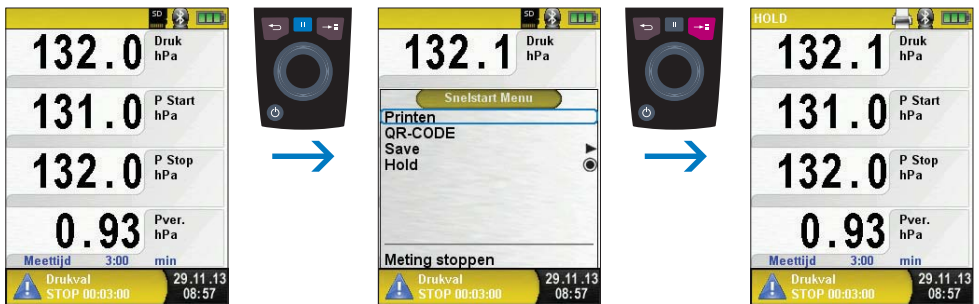 SD
132.0 Druk hPa
131.0 P Start hPa
132.0 P Stop hPa
0.93 Pver. hPa
Meettijd 3:00 min
Drukval 29.11.13
STOP 00:03:00 08:57
SD
132.1 Druk hPa
Snelstart Menu
Printen
QR-CODE
Save
Hold
Meting stoppen
Drukval 29.11.13
STOP 00:03:00 08:57
HOLD
132.1 Druk hPa
131.0 P Start hPa
132.0 P Stop hPa
0.93 Pver. hPa
Meettijd 3:00 min
Drukval 29.11.13
STOP 00:03:00 08:57